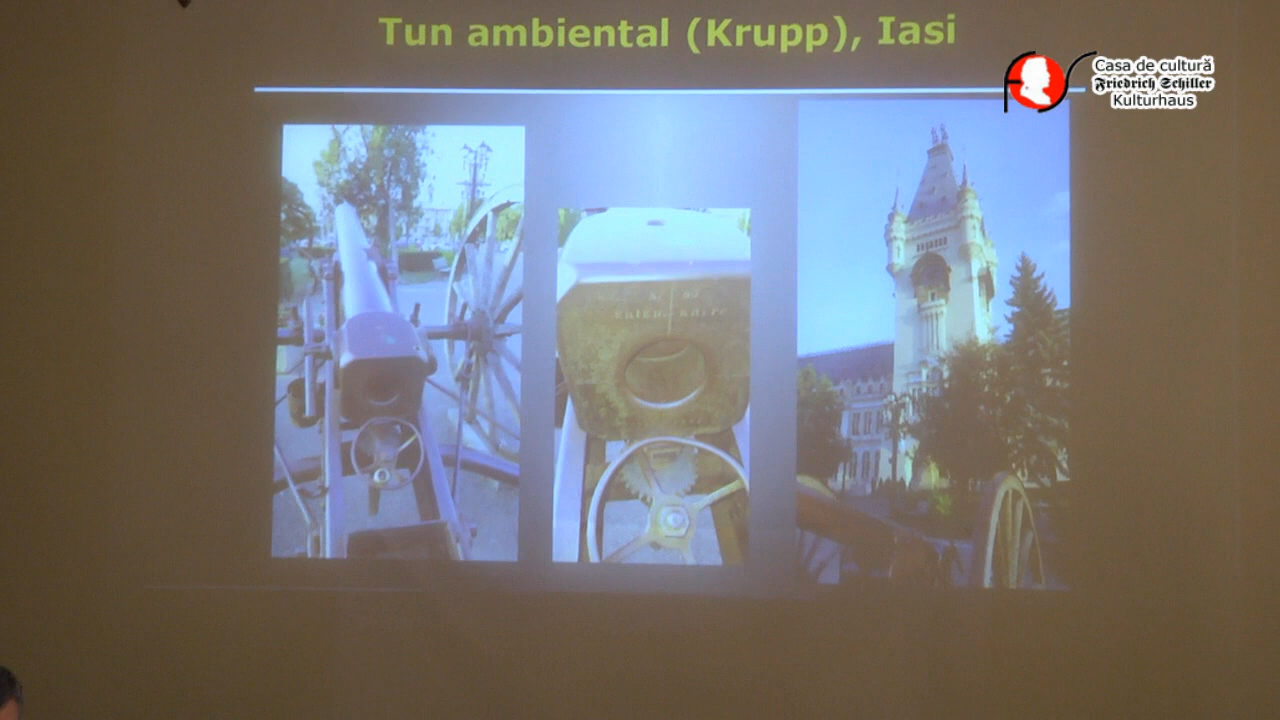 Tun ambiental (Krupp), Iasi
Casa de cultură
Friedrich Schiller
Kulturhaus